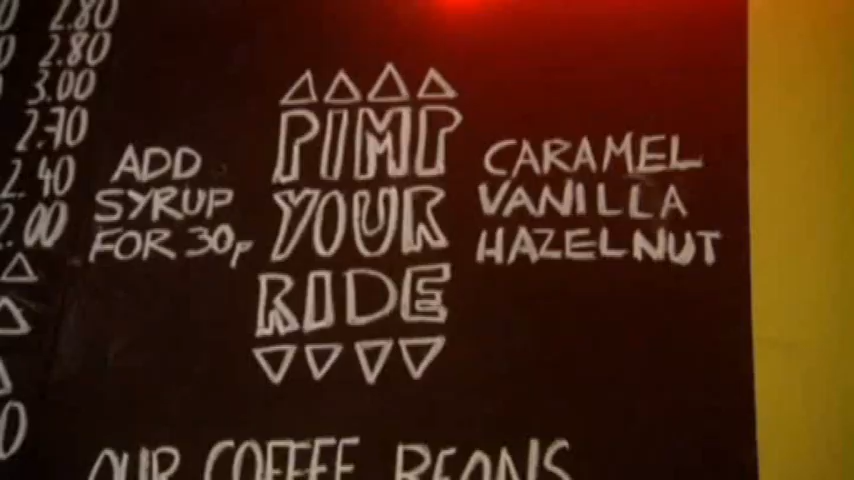 2.80
2.80
3.00
2.70
2.40
2.00
ADD
SYRUP
FOR 30p
PIMP
YOUR
RIDE
CARAMEL
VANILLA
HAZELNUT
OUR COFFEE BEANS